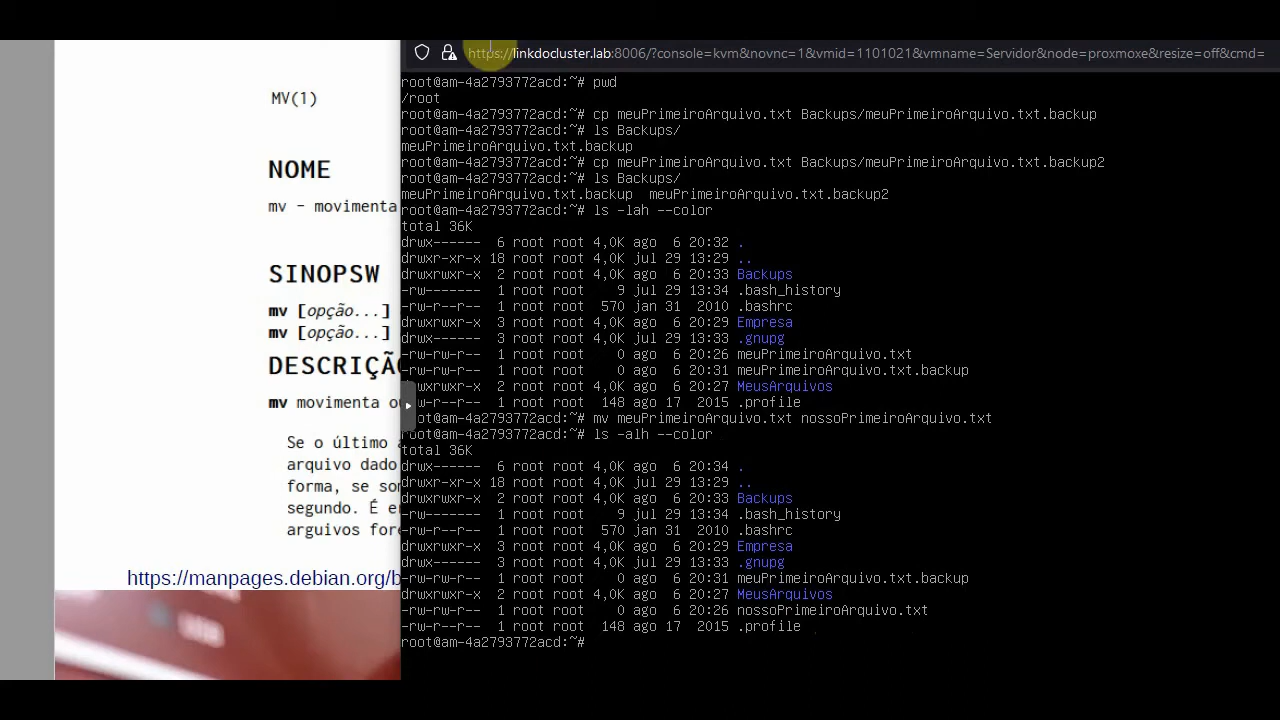 MV(1)
NOME
mv - movimenta
SINOPSW
mv [opção...]
mv [opção...]
DESCRIÇÃO
mv movimenta ou
Se o último a
arquivo dado
forma, se som
segundo. É er
arguivos forc
https://manpages.debian.org/b
https://linkdocluster.lab:8006/?console=kvm&novnc=1&vmid=1101021&vmname=Servidor&node=proxmoxe&resize=off&cmd=
root@am-4a2793772acd:~# pwd
/root
root@am-4a2793772acd:~# cp meuPrimeiroArquivo.txt Backups/meuPrimeiroArquivo.txt.backup
root@am-4a2793772acd:~# ls Backups/
meuPrimeiroArquivo.txt.backup
root@am-4a2793772acd:~# cp meuPrimeiroArquivo.txt Backups/meuPrimeiroArquivo.txt.backup2
root@am-4a2793772acd:~# ls Backups/
meuPrimeiroArquivo.txt.backup  meuPrimeiroArquivo.txt.backup2
root@am-4a2793772acd:~# ls -lah --color
total 36K
drwx------  6 root root 4,0K ago  6 20:32 .
drwxr-xr-x 18 root root 4,0K jul 29 13:29 ..
drwxrwxr-x  2 root root 4,0K ago  6 20:33 Backups
-rw-------  1 root root    9 jul 29 13:34 .bash_history
-rw-r--r--  1 root root  570 jan 31  2010 .bashrc
drwxrwxr-x  3 root root 4,0K ago  6 20:29 Empresa
drwx------  3 root root 4,0K jul 29 13:33 .gnupg
-rw-rw-r--  1 root root    0 ago  6 20:26 meuPrimeiroArquivo.txt
-rw-rw-r--  1 root root    0 ago  6 20:31 meuPrimeiroArquivo.txt.backup
drwxrwxr-x  2 root root 4,0K ago  6 20:27 MeusArquivos
-rw-r--r--  1 root root  148 ago 17  2015 .profile
root@am-4a2793772acd:~# mv meuPrimeiroArquivo.txt nossoPrimeiroArquivo.txt
root@am-4a2793772acd:~# ls -alh --color
total 36K
drwx------  6 root root 4,0K ago  6 20:34 .
drwxr-xr-x 18 root root 4,0K jul 29 13:29 ..
drwxrwxr-x  2 root root 4,0K ago  6 20:33 Backups
-rw-------  1 root root    9 jul 29 13:34 .bash_history
-rw-r--r--  1 root root  570 jan 31  2010 .bashrc
drwxrwxr-x  3 root root 4,0K ago  6 20:29 Empresa
drwx------  3 root root 4,0K jul 29 13:33 .gnupg
-rw-rw-r--  1 root root    0 ago  6 20:31 meuPrimeiroArquivo.txt.backup
drwxrwxr-x  2 root root 4,0K ago  6 20:27 MeusArquivos
-rw-rw-r--  1 root root    0 ago  6 20:26 nossoPrimeiroArquivo.txt
-rw-r--r--  1 root root  148 ago 17  2015 .profile
root@am-4a2793772acd:~#